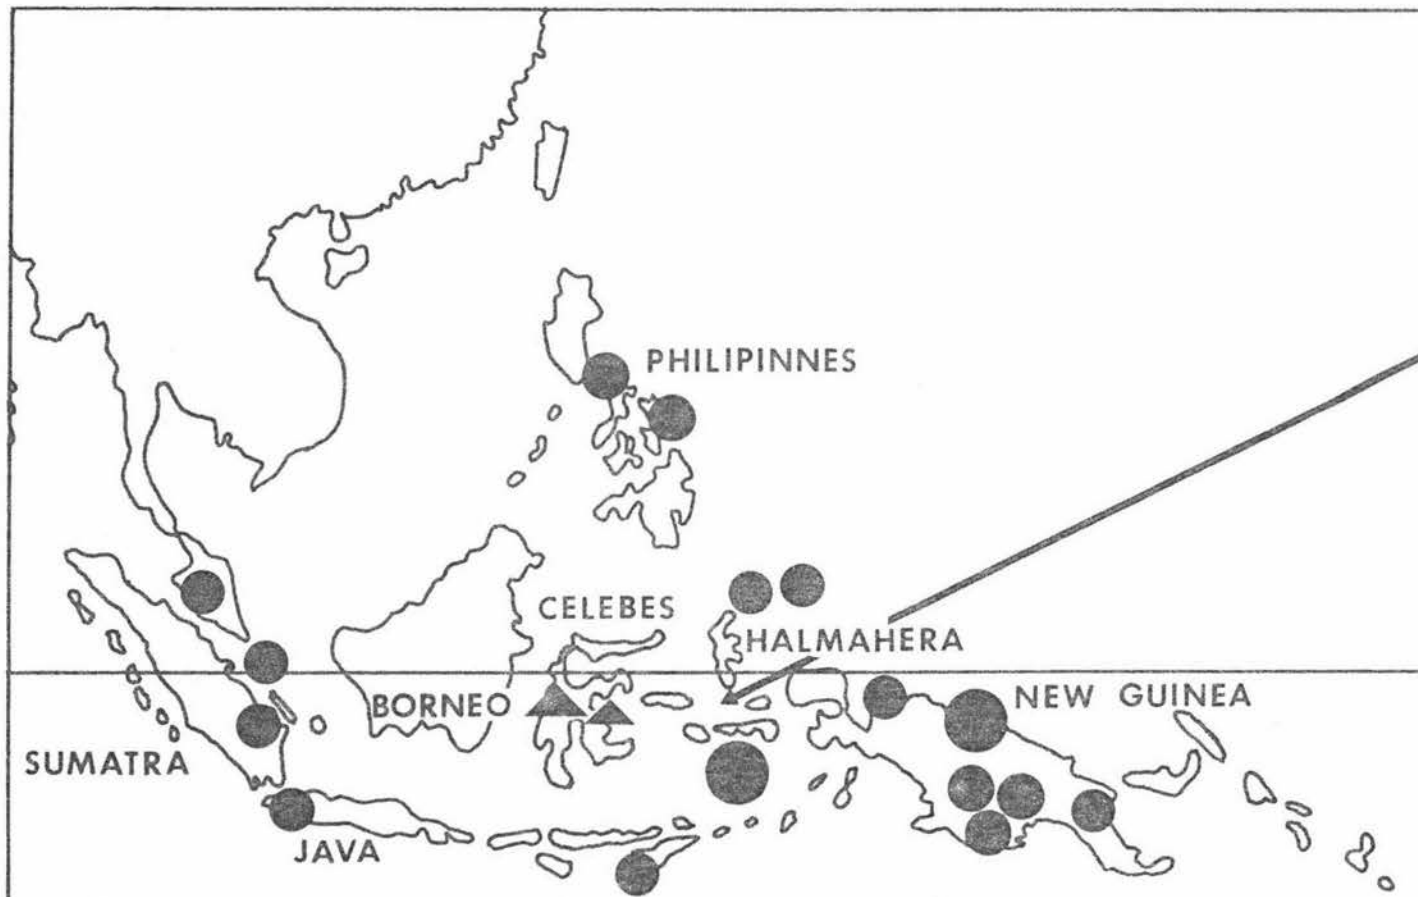 PHILIPINNES
CELEBES
HALMAHERA
BORNEO
NEW GUINEA
SUMATRA
JAVA